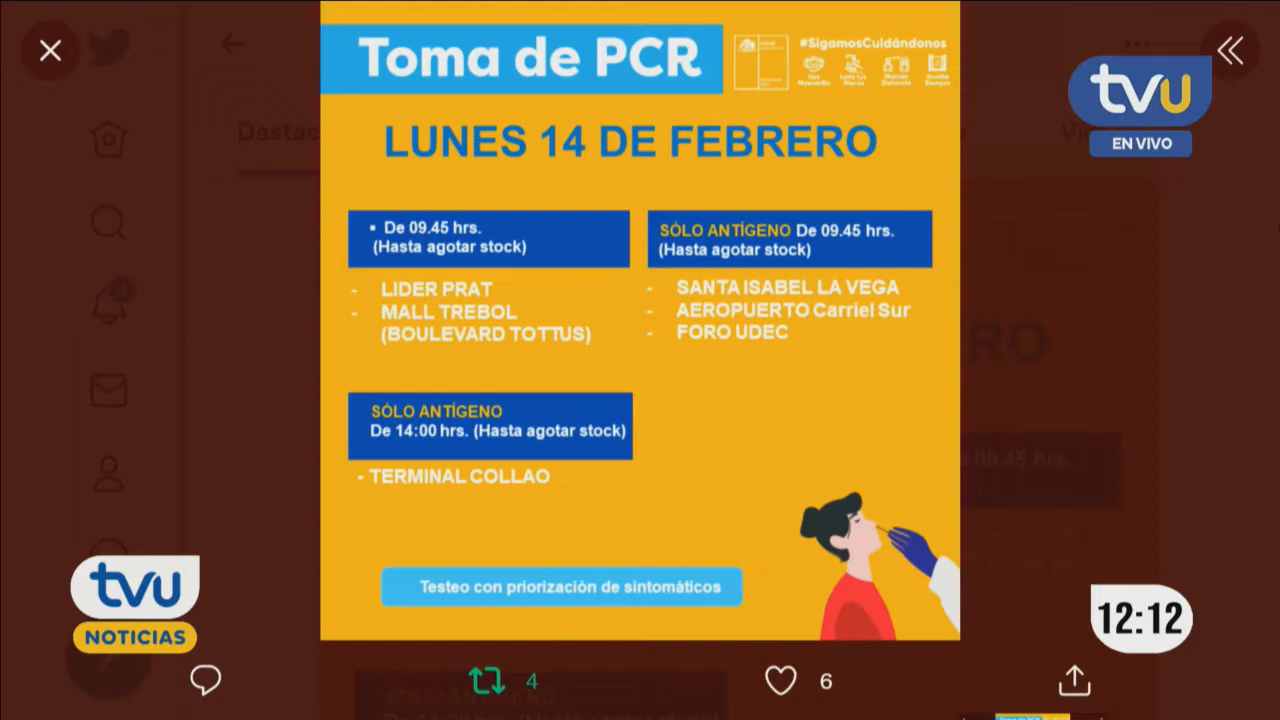 Toma de PCR
#SigamosCuidándonos
tvu
EN VIVO
LUNES 14 DE FEBRERO
▪ De 09.45 hrs.
(Hasta agotar stock)
- LIDER PRAT
- MALL TREBOL
(BOULEVARD TOTTUS)
SÓLO ANTÍGENO De 09.45 hrs.
(Hasta agotar stock)
- SANTA ISABEL LA VEGA
- AEROPUERTO Carriel Sur
- FORO UDEC
SÓLO ANTÍGENO
De 14:00 hrs. (Hasta agotar stock)
- TERMINAL COLLAO
Testeo con priorización de sintomáticos
tvu
NOTICIAS
12:12
4
6